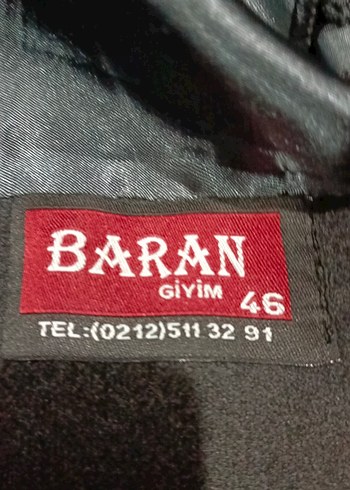 BARAN
GİYİM
46
TEL:(0212)511 32 91